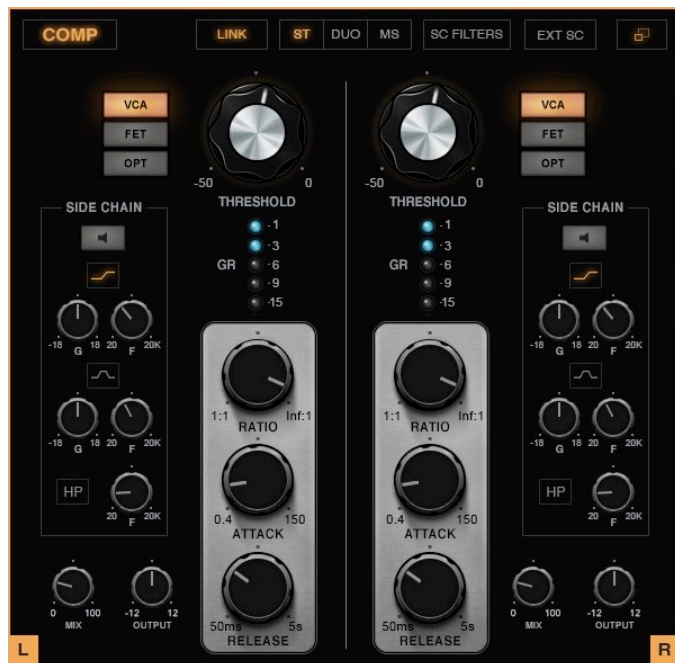 COMP LINK ST DUO MS SC FILTERS EXT SC
VCA
FET
OPT
-50 0
THRESHOLD
SIDE CHAIN
-1
-3
GR -6
-9
-15
-18 18 20 20K
G F
-18 18 20 20K
G F
HP
20 20K
F
1:1 Inf:1
RATIO
0.4 150
ATTACK
50ms 5s
RELEASE
0 100 -12 12
MIX OUTPUT
L
VCA
FET
OPT
-50 0
THRESHOLD
SIDE CHAIN
-1
-3
GR -6
-9
-15
-18 18 20 20K
G F
-18 18 20 20K
G F
HP
20 20K
F
1:1 Inf:1
RATIO
0.4 150
ATTACK
50ms 5s
RELEASE
0 100 -12 12
MIX OUTPUT
R